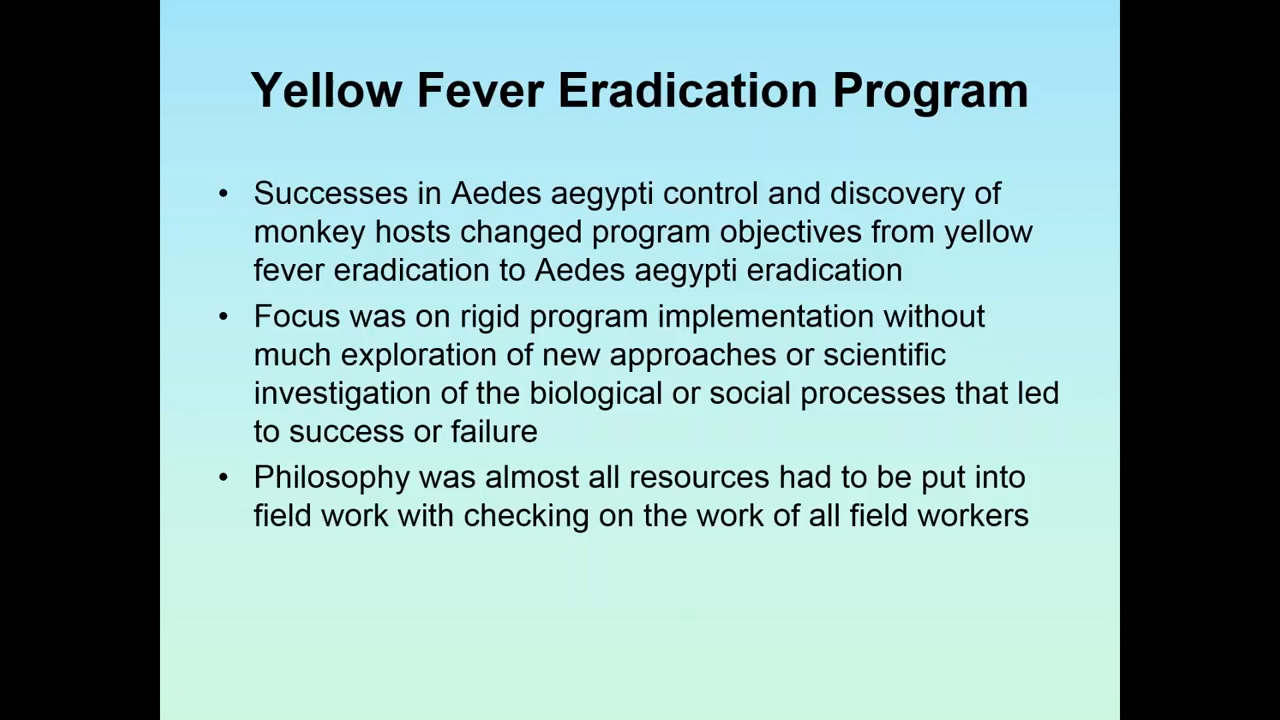 Yellow Fever Eradication Program
• Successes in Aedes aegypti control and discovery of
monkey hosts changed program objectives from yellow
fever eradication to Aedes aegypti eradication
• Focus was on rigid program implementation without
much exploration of new approaches or scientific
investigation of the biological or social processes that led
to success or failure
• Philosophy was almost all resources had to be put into
field work with checking on the work of all field workers